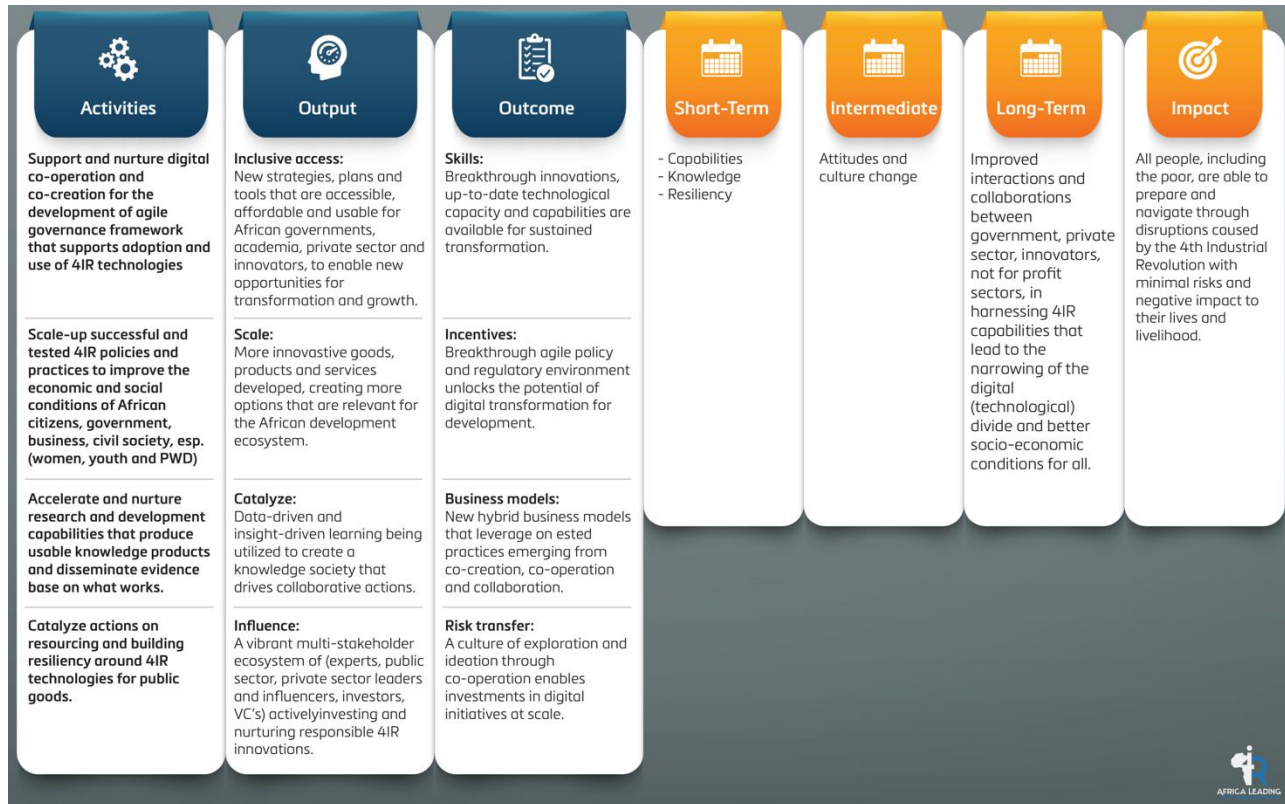 Activities
Support and nurture digital
co-operation and
co-creation for the
development of agile
governance framework
that supports adoption and
use of 4IR technologies
Scale-up successful and
tested 4IR policies and
practices to improve the
economic and social
conditions of African
citizens, government,
business, civil society, esp.
(women, youth and PWD)
Accelerate and nurture
research and development
capabilities that produce
usable knowledge products
and disseminate evidence
base on what works.
Catalyze actions on
resourcing and building
resiliency around 4IR
technologies for public
goods.
Output
Inclusive access:
New strategies, plans and
tools that are accessible,
affordable and usable for
African governments,
academia, private sector and
innovators, to enable new
opportunities for
transformation and growth.
Scale:
More innovastive goods,
products and services
developed, creating more
options that are relevant for
the African development
ecosystem.
Catalyze:
Data-driven and
insight-driven learning being
utilized to create a
knowledge society that
drives collaborative actions.
Influence:
A vibrant multi-stakeholder
ecosystem of (experts, public
sector, private sector leaders
and influencers, investors,
VC's) activelyinvesting and
nurturing responsible 4IR
innovations.
Outcome
Skills:
Breakthrough innovations,
up-to-date technological
capacity and capabilities are
available for sustained
transformation.
Incentives:
Breakthrough agile policy
and regulatory environment
unlocks the potential of
digital transformation for
development.
Business models:
New hybrid business models
that leverage on ested
practices emerging from
co-creation, co-operation
and collaboration.
Risk transfer:
A culture of exploration and
ideation through
co-operation enables
investments in digital
initiatives at scale.
Short-Term
- Capabilities
- Knowledge
- Resiliency
Intermediate
Attitudes and
culture change
Long-Term
Improved
interactions and
collaborations
between
government, private
sector, innovators,
not for profit
sectors, in
harnessing 4IR
capabilities that
lead to the
narrowing of the
digital
(technological)
divide and better
socio-economic
conditions for all.
Impact
All people, including
the poor, are able to
prepare and
navigate through
disruptions caused
by the 4th Industrial
Revolution with
minimal risks and
negative impact to
their lives and
livelihood.
4IR
AFRICA LEADING